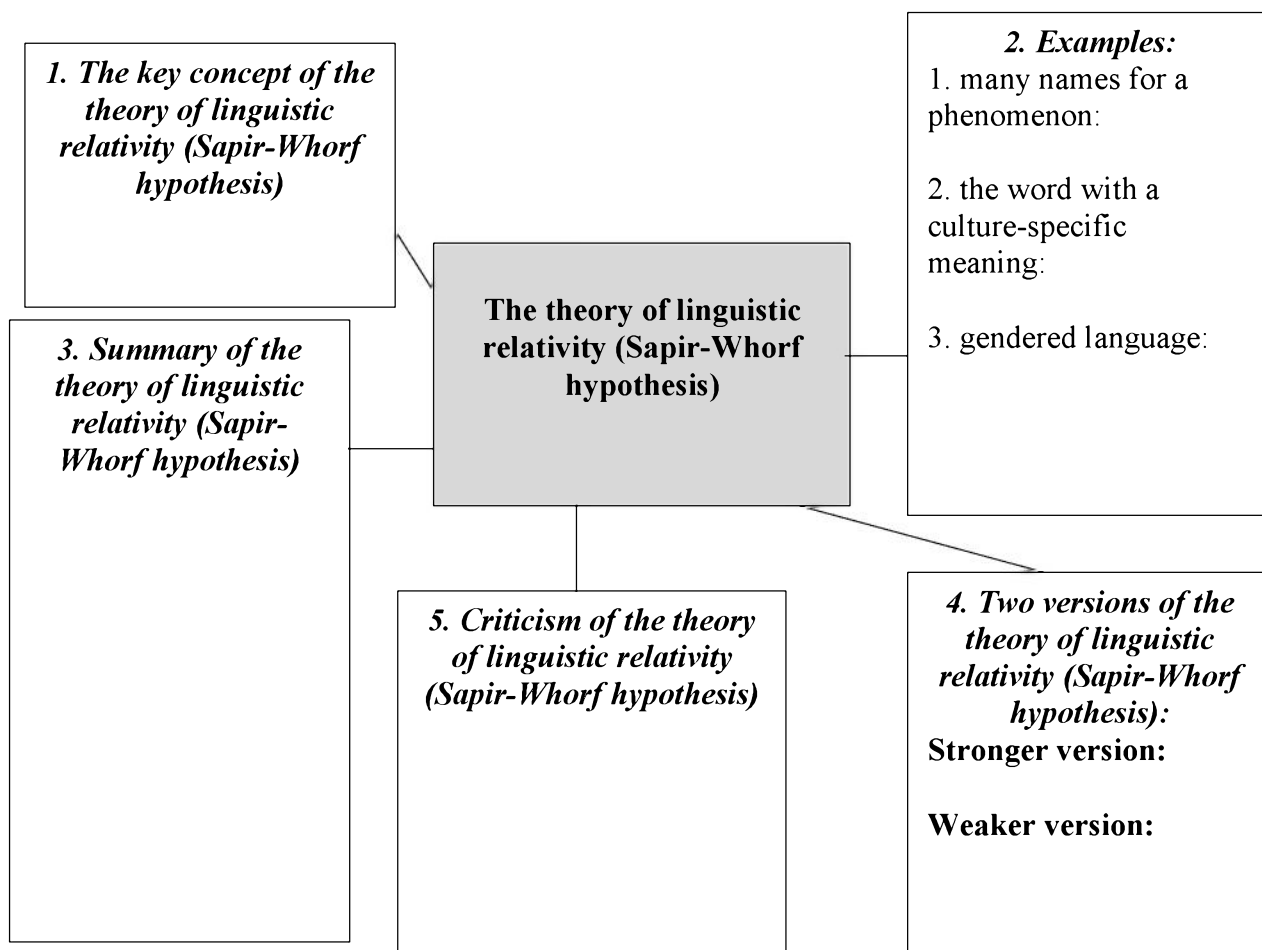 1. The key concept of the
theory of linguistic
relativity (Sapir-Whorf
hypothesis)
2. Examples:
1. many names for a
phenomenon:
2. the word with a
culture-specific
meaning:
3. gendered language:
The theory of linguistic
relativity (Sapir-Whorf
hypothesis)
3. Summary of the
theory of linguistic
relativity (Sapir-
Whorf hypothesis)
4. Two versions of the
theory of linguistic
relativity (Sapir-Whorf
hypothesis):
Stronger version:
Weaker version:
5. Criticism of the theory
of linguistic relativity
(Sapir-Whorf hypothesis)